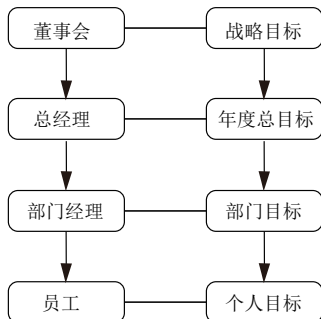 董事会
战略目标
总经理
年度总目标
部门经理
部门目标
员工
个人目标